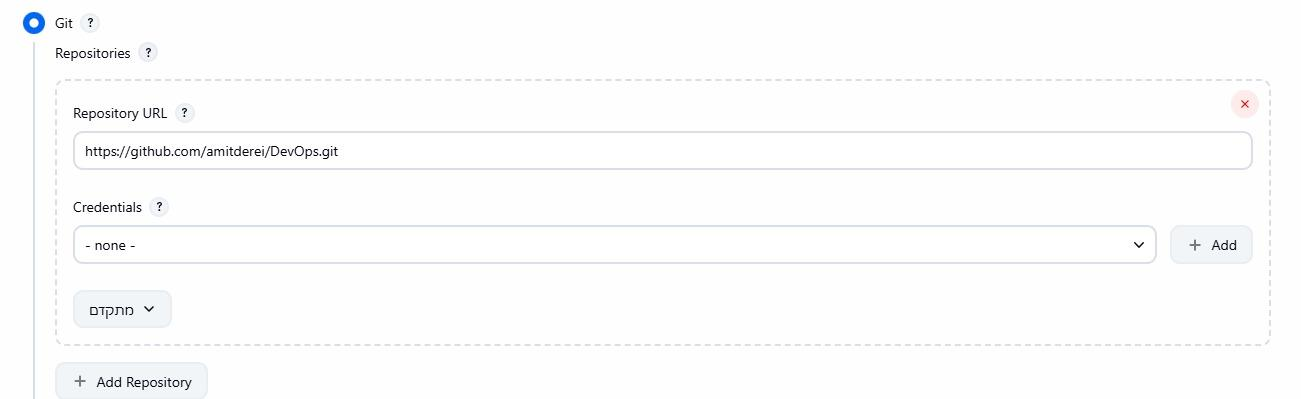 Git ?
Repositories ?
Repository URL ?
https://github.com/amitderei/DevOps.git
Credentials ?
- none -
+ Add
מתקדם
+ Add Repository